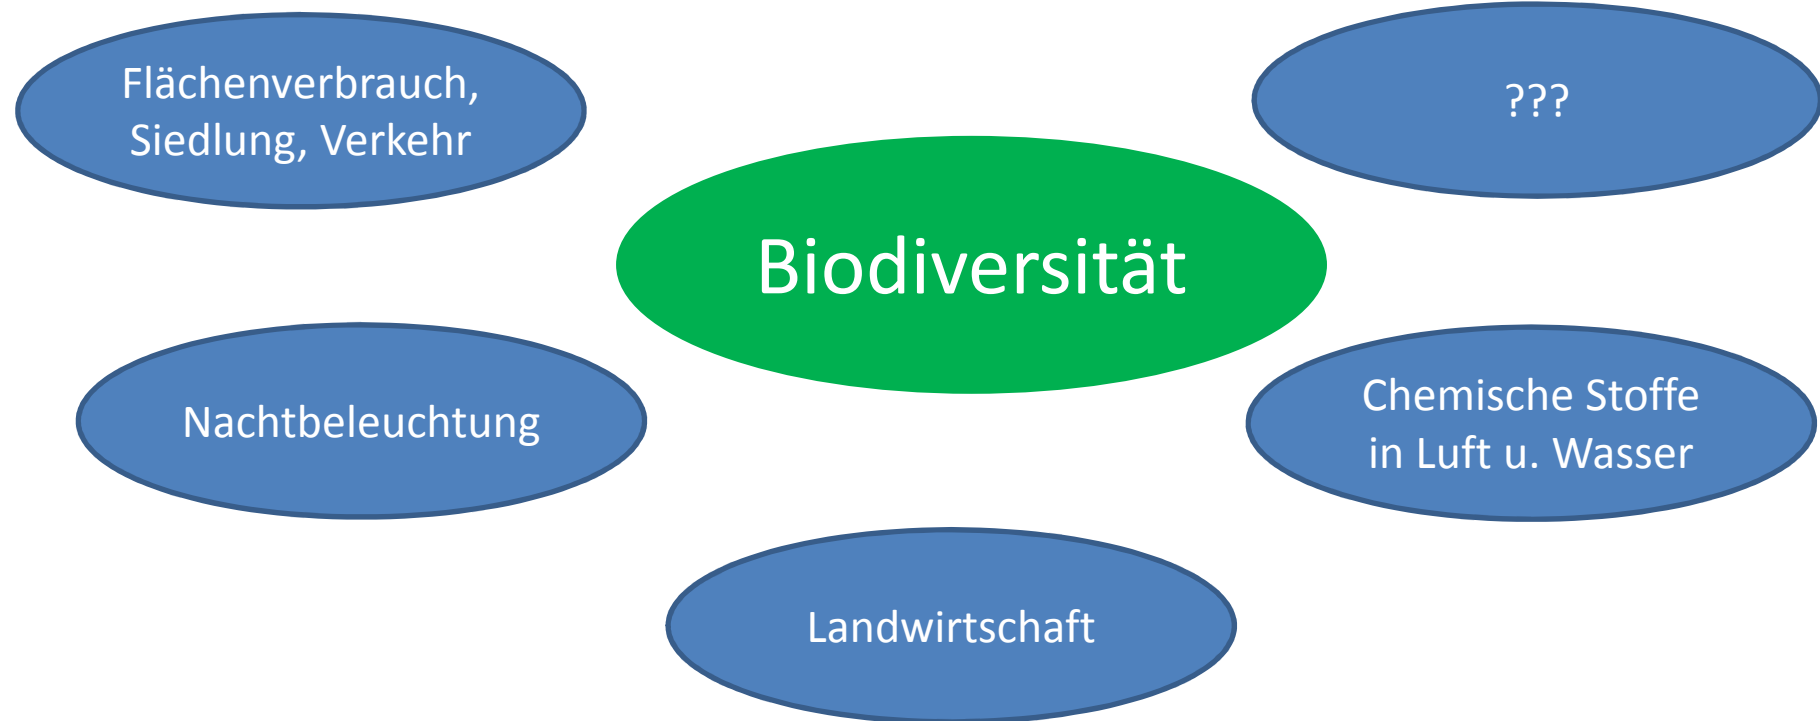 Flächenverbrauch,
Siedlung, Verkehr
???
Biodiversität
Nachtbeleuchtung
Chemische Stoffe
in Luft u. Wasser
Landwirtschaft